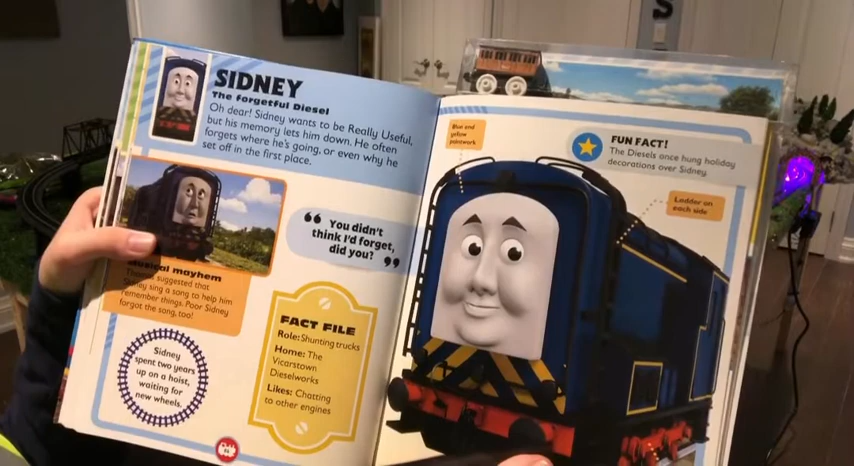 SIDNEY
The Forgetful Diesel
Oh dear! Sidney wants to be Really Useful,
but his memory lets him down. He often
forgets where he's going, or even why he
set off in the first place.
“ You didn't
think I'd forget,
did you? ”
mayhem
suggested that
sing a song to help him
remember things. Poor Sidney
forgot the song, too!
Sidney
spent two years
up on a hoist,
waiting for
new wheels.
FACT FILE
Role: Shunting trucks
Home: The
Vicarstown
Dieselworks
Likes: Chatting
to other engines
Blue and
yellow
paintwork
FUN FACT!
The Diesels once hung holiday
decorations over Sidney.
Ladder on
each side
S